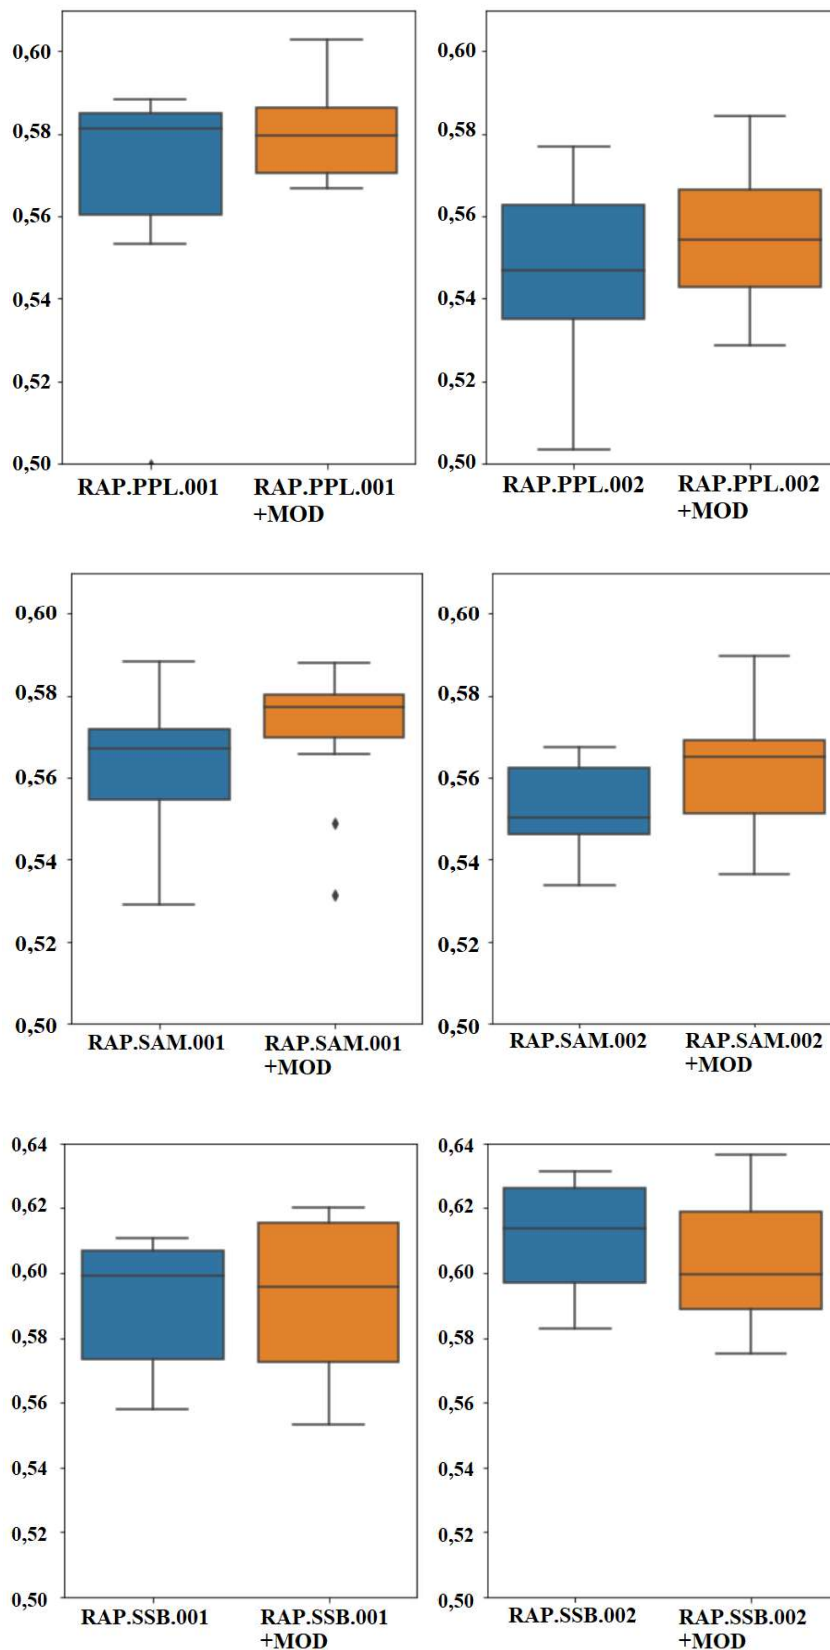 0,60
0,58
0,56
0,54
0,52
0,50
RAP.PPL.001
RAP.PPL.001
+MOD
0,60
0,58
0,56
0,54
0,52
0,50
RAP.PPL.002
RAP.PPL.002
+MOD
0,60
0,58
0,56
0,54
0,52
0,50
RAP.SAM.001
RAP.SAM.001
+MOD
0,60
0,58
0,56
0,54
0,52
0,50
RAP.SAM.002
RAP.SAM.002
+MOD
0,64
0,62
0,60
0,58
0,56
0,54
0,52
0,50
RAP.SSB.001
RAP.SSB.001
+MOD
0,64
0,62
0,60
0,58
0,56
0,54
0,52
0,50
RAP.SSB.002
RAP.SSB.002
+MOD